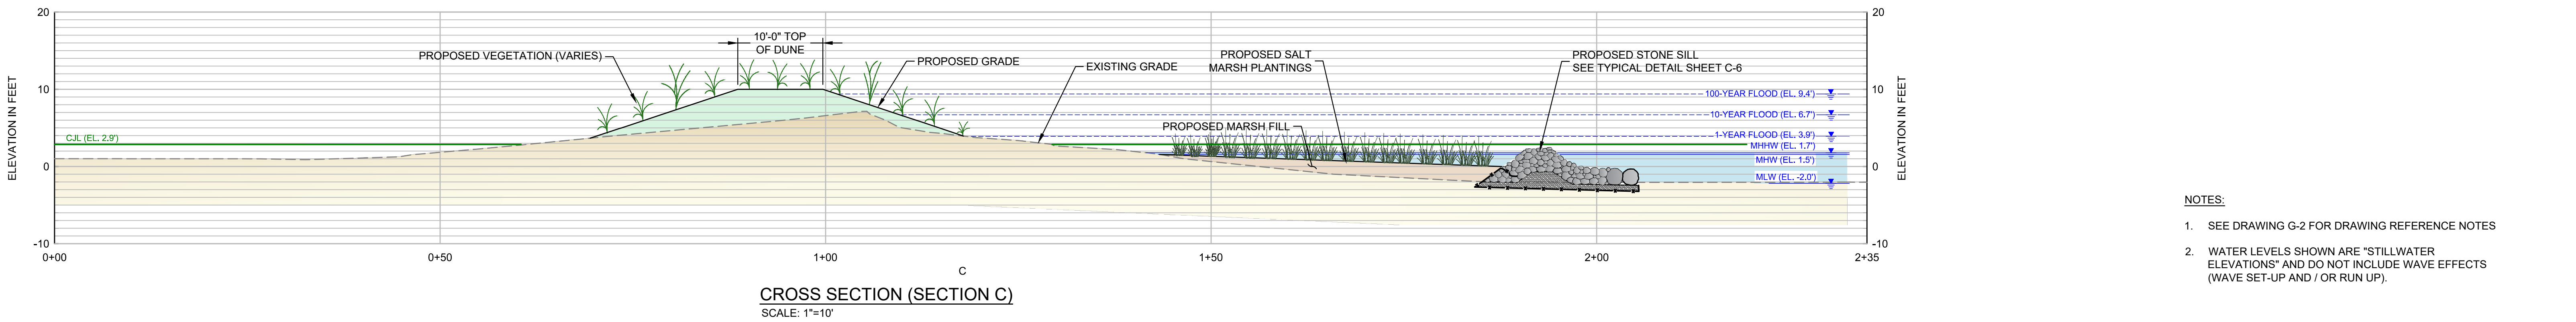 20
10
0
-10
ELEVATION IN FEET
CJL (EL. 2.9')
PROPOSED VEGETATION (VARIES)
10'-0" TOP
OF DUNE
PROPOSED GRADE
EXISTING GRADE
PROPOSED SALT
MARSH PLANTINGS
PROPOSED MARSH FILL
PROPOSED STONE SILL
SEE TYPICAL DETAIL SHEET C-6
100-YEAR FLOOD (EL. 9.4')
10-YEAR FLOOD (EL. 6.7')
1-YEAR FLOOD (EL. 3.9')
MHHW (EL. 1.7')
MHW (EL. 1.5')
MLW (EL. -2.0')
20
10
0
-10
ELEVATION IN FEET
0+00
0+50
1+00
1+50
2+00
2+35
C
CROSS SECTION (SECTION C)
SCALE: 1"=10'
NOTES:
1. SEE DRAWING G-2 FOR DRAWING REFERENCE NOTES
2. WATER LEVELS SHOWN ARE "STILLWATER
ELEVATIONS" AND DO NOT INCLUDE WAVE EFFECTS
(WAVE SET-UP AND / OR RUN UP).